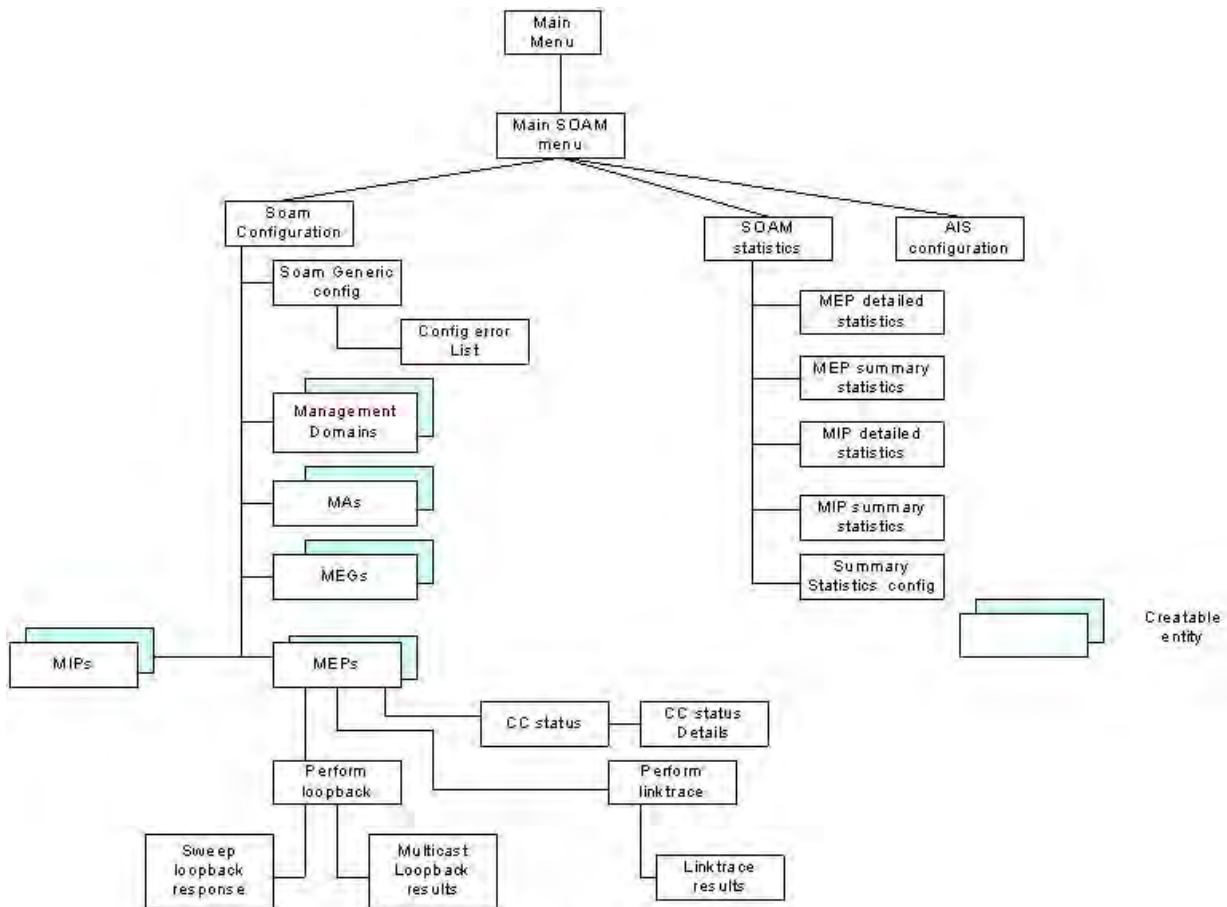 Main
Menu
Main SOAM
menu
Soam
Configuration
SOAM
statistics
AIS
configuration
Soam Generic
config
Config error
List
MEP detailed
statistics
MEP summary
statistics
Management
Domains
MIP detailed
statistics
MAs
MIP summary
statistics
MEGs
Summary
Statistics config
Creatable
entity
MIPs
MEPs
CC status
CC status
Details
Perform
loopback
Perform
linktrace
Sweep
loopback
response
Multicast
Loopback
results
Linktrace
results